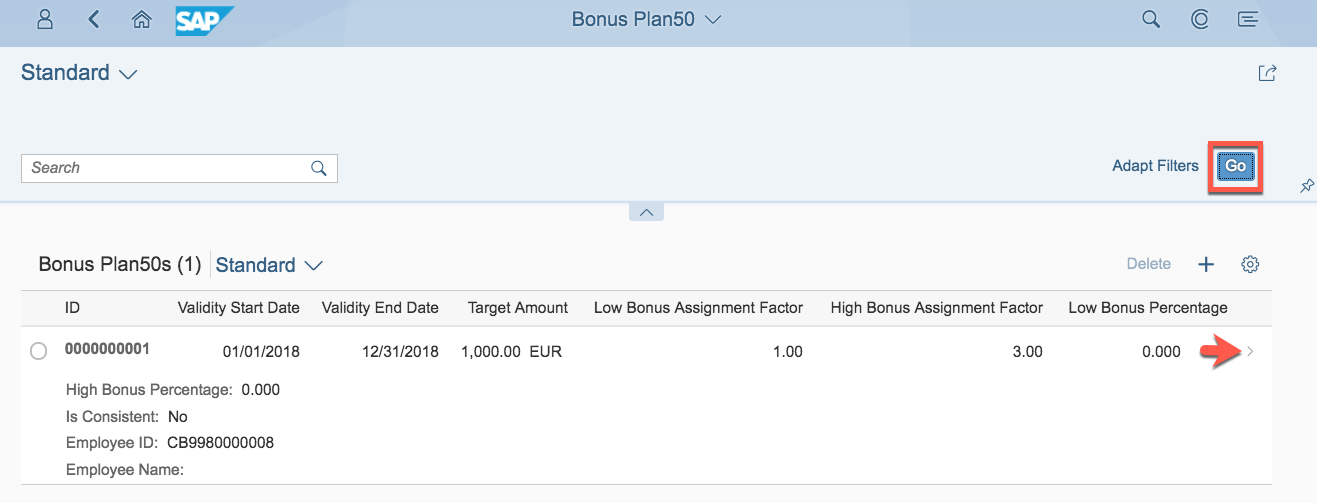 SAP Bonus Plan50
Standard
Search Adapt Filters Go
Bonus Plan50s (1) Standard Delete
ID Validity Start Date Validity End Date Target Amount Low Bonus Assignment Factor High Bonus Assignment Factor Low Bonus Percentage
0000000001 01/01/2018 12/31/2018 1,000.00 EUR 1.00 3.00 0.000
High Bonus Percentage: 0.000
Is Consistent: No
Employee ID: CB9980000008
Employee Name: